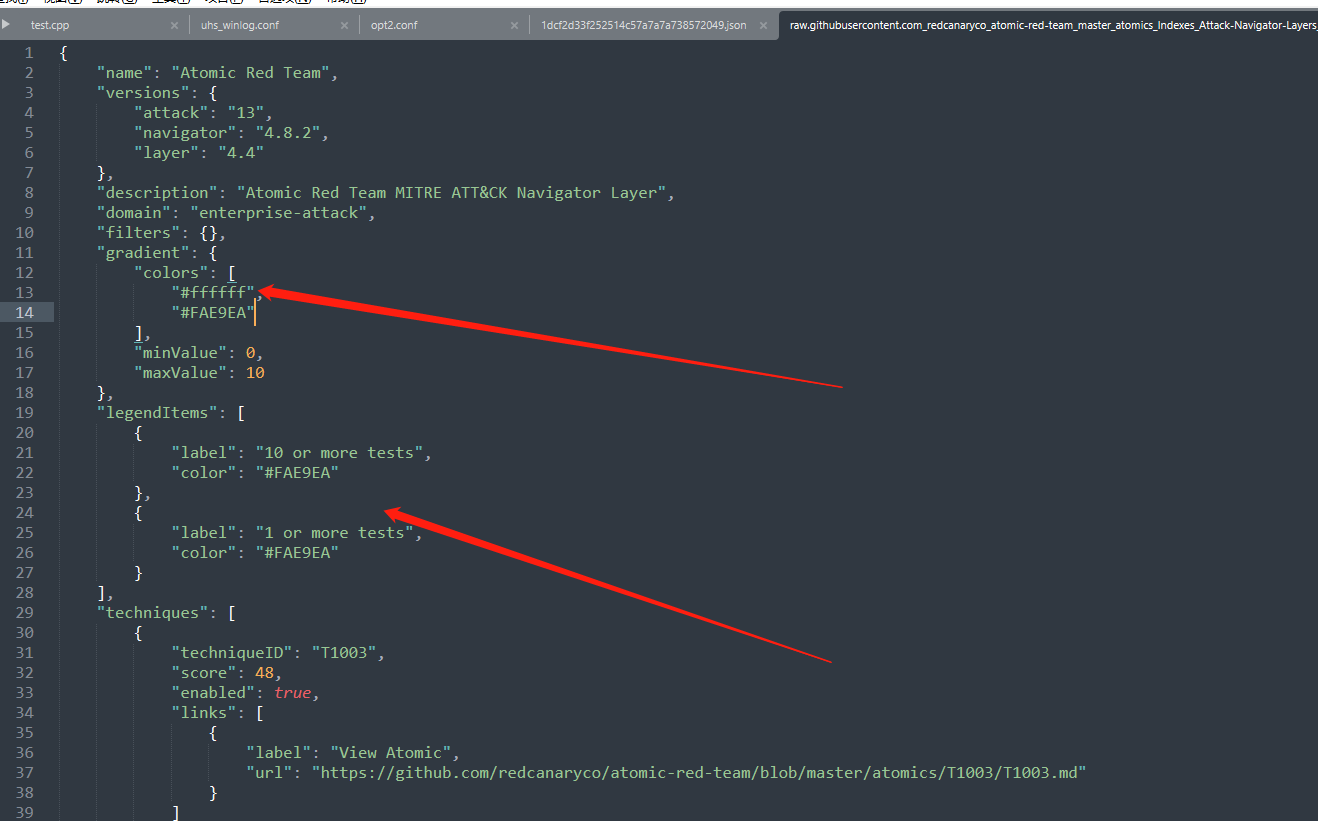 test.cpp × uhs_winlog.conf × opt2.conf × 1dcf2d33f252514c57a7a7a738572049.json × raw.githubusercontent.com_redcanaryco_atomic-red-team_master_atomics_Indexes_Attack-Navigator-Layers
1 {
2 "name": "Atomic Red Team",
3 "versions": {
4 "attack": "13",
5 "navigator": "4.8.2",
6 "layer": "4.4"
7 },
8 "description": "Atomic Red Team MITRE ATT&CK Navigator Layer",
9 "domain": "enterprise-attack",
10 "filters": {},
11 "gradient": {
12 "colors": [
13 "#ffffff",
14 "#FAE9EA"
15 ],
16 "minValue": 0,
17 "maxValue": 10
18 },
19 "legendItems": [
20 {
21 "label": "10 or more tests",
22 "color": "#FAE9EA"
23 },
24 {
25 "label": "1 or more tests",
26 "color": "#FAE9EA"
27 }
28 ],
29 "techniques": [
30 {
31 "techniqueID": "T1003",
32 "score": 48,
33 "enabled": true,
34 "links": [
35 {
36 "label": "View Atomic",
37 "url": "https://github.com/redcanaryco/atomic-red-team/blob/master/atomics/T1003/T1003.md"
38 }
39 ]